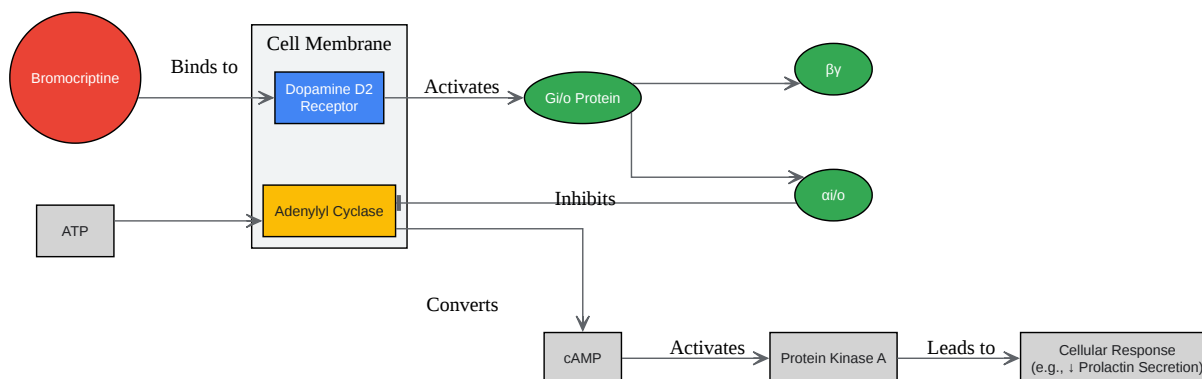 Cell Membrane
Bromocriptine
Binds to
Dopamine D2
Receptor
Activates
Gi/o Protein
βγ
αi/o
Inhibits
Adenylyl Cyclase
ATP
Converts
cAMP
Activates
Protein Kinase A
Leads to
Cellular Response
(e.g., ↓ Prolactin Secretion)